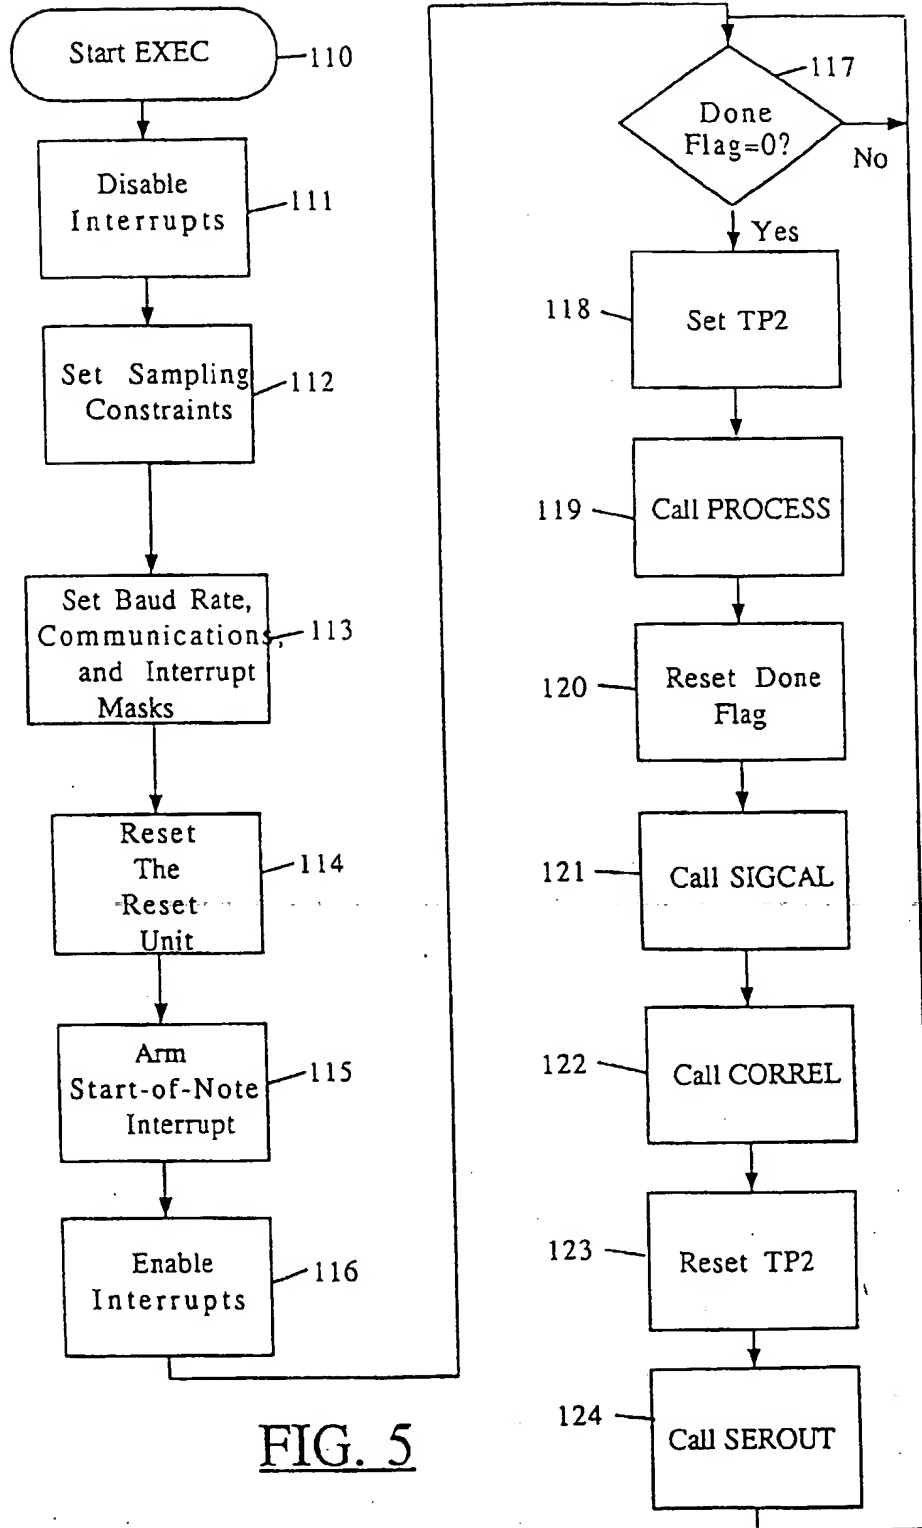 Start EXEC
110
Disable
Interrupts
111
Set Sampling
Constraints
112
Set Baud Rate,
Communications,
and Interrupt
Masks
113
Reset
The
Reset
Unit
114
Arm
Start-of-Note
Interrupt
115
Enable
Interrupts
116
117
Done
Flag=0?
No
Yes
118
Set TP2
119
Call PROCESS
120
Reset Done
Flag
121
Call SIGCAL
122
Call CORREL
123
Reset TP2
124
Call SEROUT
FIG. 5